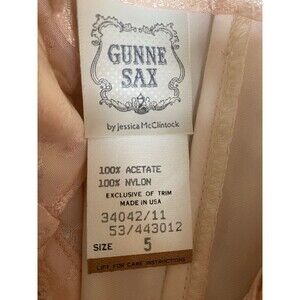 GUNNE
SAX
by Jessica McClintock
100% ACETATE
100% NYLON
EXCLUSIVE OF TRIM
MADE IN USA
34042/11
53/443012
SIZE 5
LIFT FOR CARE INSTRUCTIONS